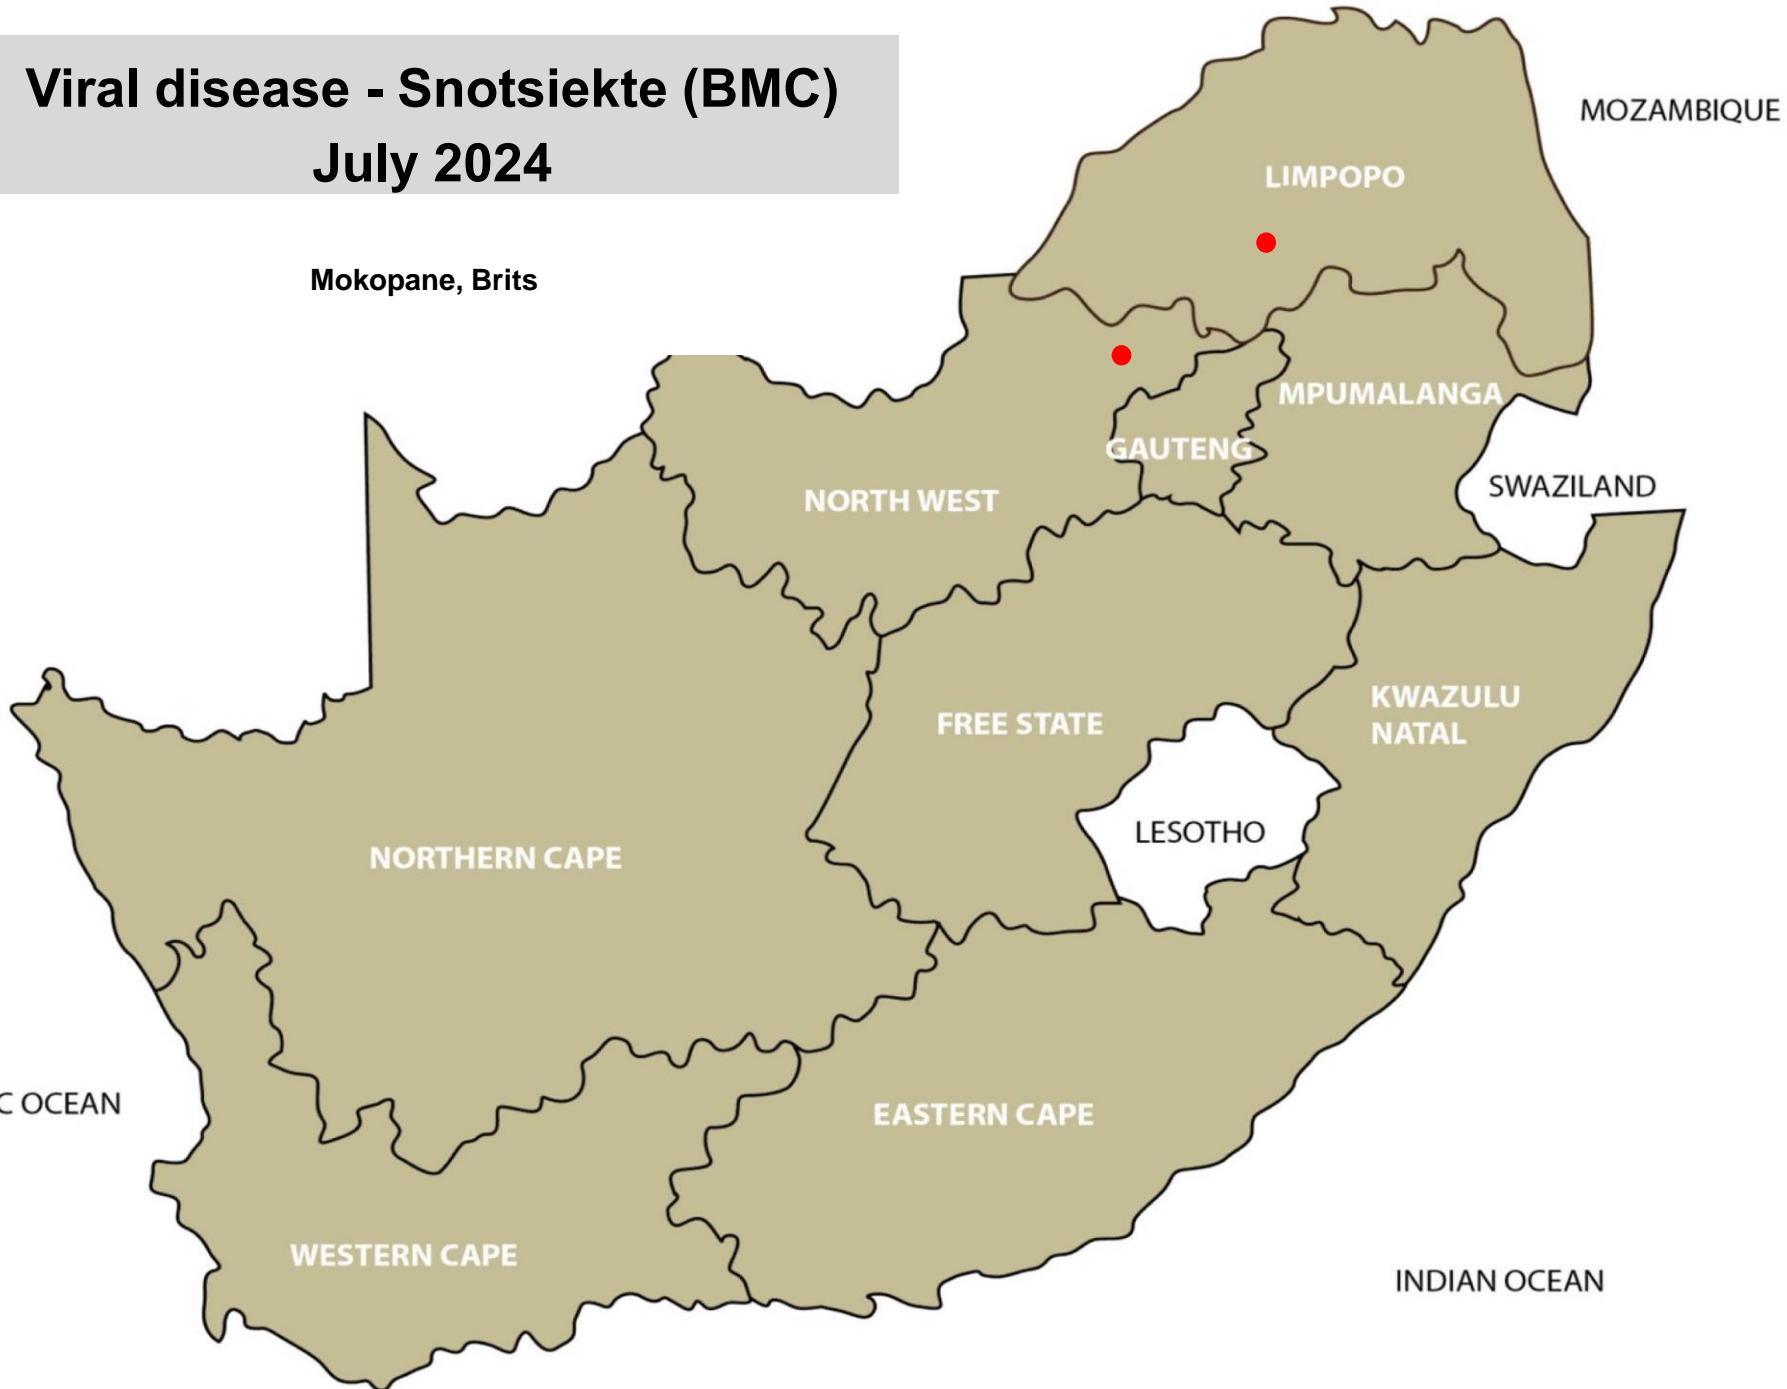 Viral disease - Snotsiekte (BMC)
July 2024
MOZAMBIQUE
LIMPOPO
Mokopane, Brits
MPUMALANGA
GAUTENG
SWAZILAND
NORTH WEST
KWAZULU
NATAL
FREE STATE
LESOTHO
NORTHERN CAPE
C OCEAN
EASTERN CAPE
WESTERN CAPE
INDIAN OCEAN